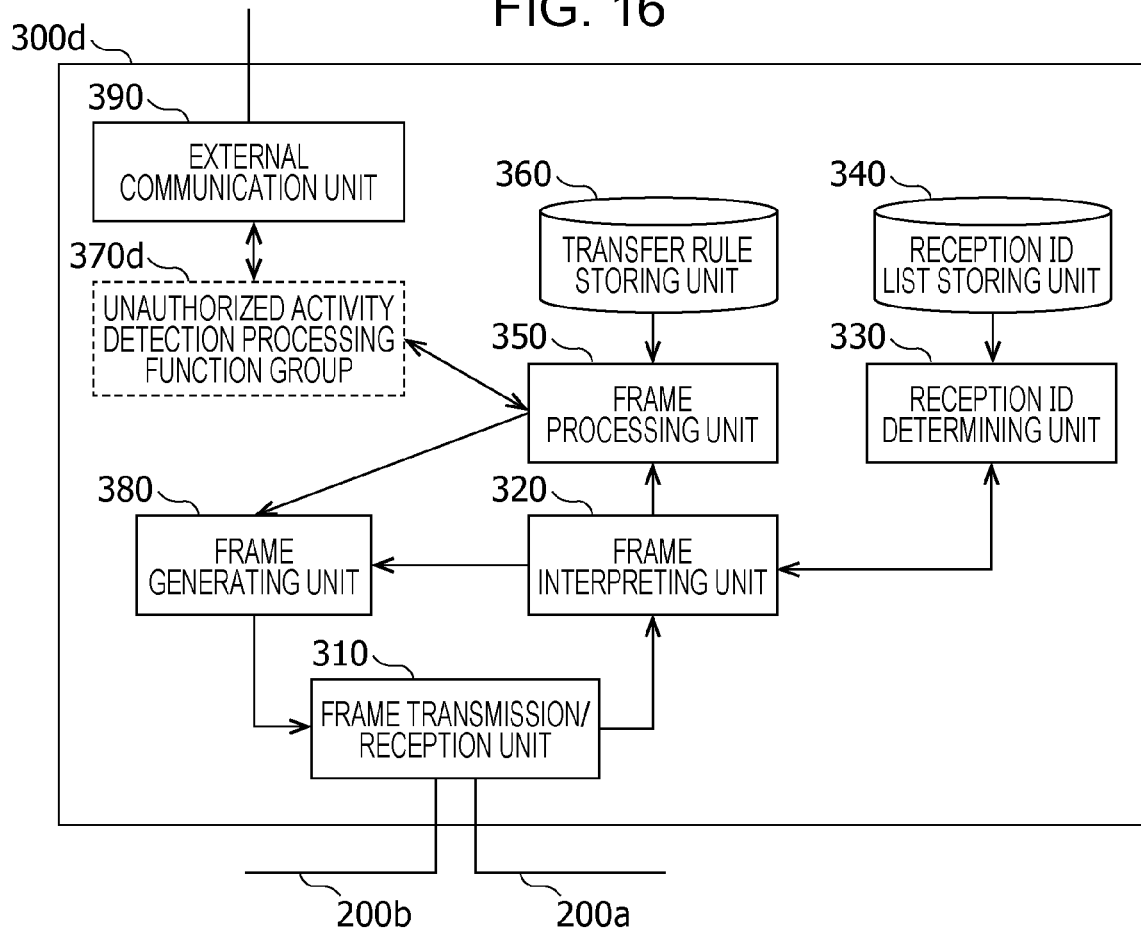 FIG. 16
300d
390
EXTERNAL
COMMUNICATION UNIT
370d
UNAUTHORIZED ACTIVITY
DETECTION PROCESSING
FUNCTION GROUP
360
TRANSFER RULE
STORING UNIT
340
RECEPTION ID
LIST STORING UNIT
350
FRAME
PROCESSING UNIT
330
RECEPTION ID
DETERMINING UNIT
380
FRAME
GENERATING UNIT
320
FRAME
INTERPRETING UNIT
310
FRAME TRANSMISSION/
RECEPTION UNIT
200b
200a